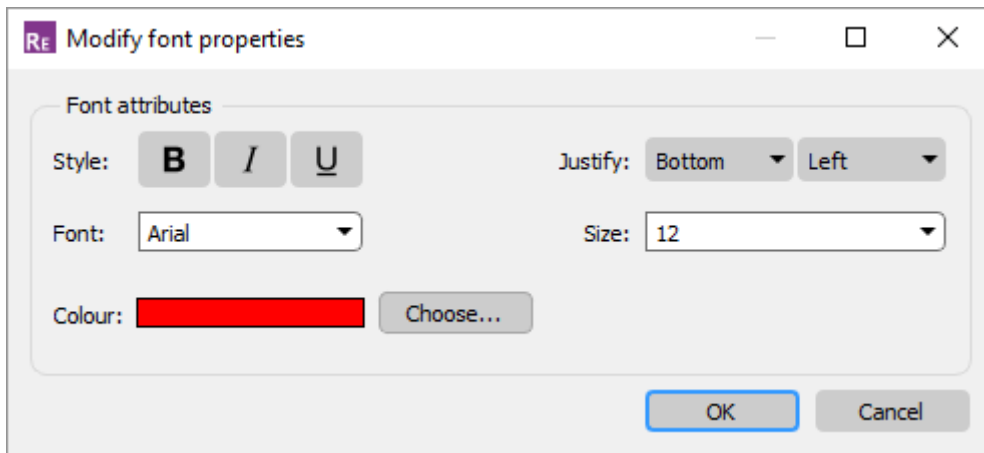 RE Modify font properties
Font attributes
Style: B I U Justify: Bottom Left
Font: Arial Size: 12
Colour: Choose...
OK Cancel